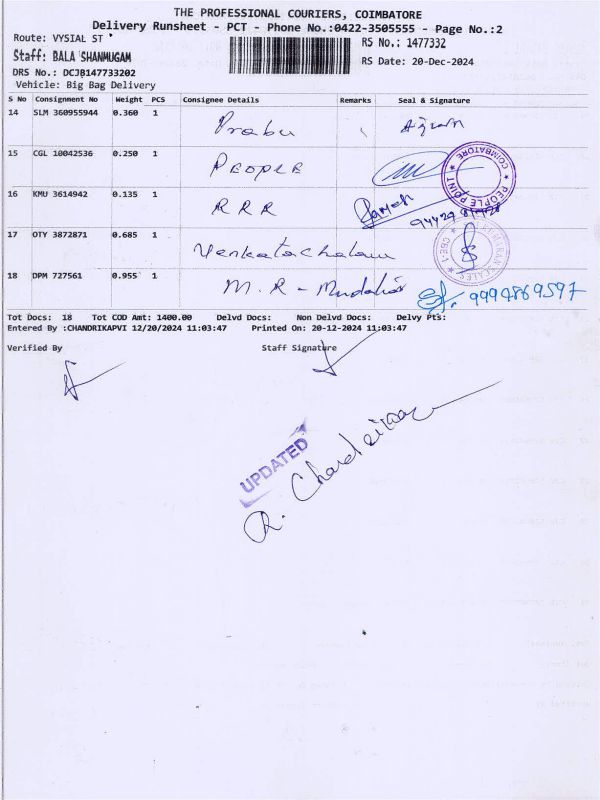 THE PROFESSIONAL COURIERS, COIMBATORE
Delivery Runsheet - PCT - Phone No.:0422-3505555 - Page No.:2
Route: VYSIAL ST
RS No.: 1477332
Staff: BALA SHANMUGAM
RS Date: 20-Dec-2024
DRS No.: DCJB147733202
Vehicle: Big Bag Delivery
S No Consignment No Weight PCS Consignee Details Remarks Seal & Signature
14 SLM 360955944 0.360 1 Prabu
15 CGL 10042536 0.250 1 PEOPLE
PEOPLE POINT ★ COIMBATORE ★
16 KMU 3614942 0.135 1 RRR
17 OTY 3872871 0.685 1 Venkatachalam
CBE-1
18 DPM 727561 0.955 1 M.R - Mudaliar 9994869597
Tot Docs: 18 Tot COD Amt: 1400.00 Delvd Docs: Non Delvd Docs: Delvy Pts:
Entered By :CHANDRIKAPVI 12/20/2024 11:03:47 Printed On: 20-12-2024 11:03:47
Verified By Staff Signature
UPDATED